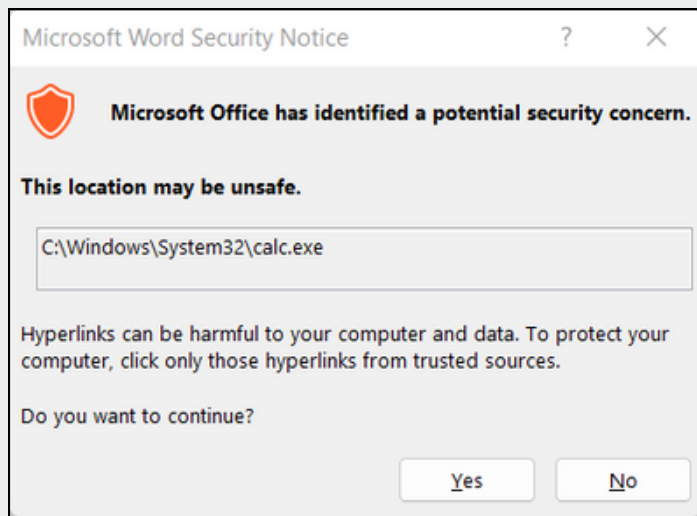 Microsoft Word Security Notice ?
Microsoft Office has identified a potential security concern.
This location may be unsafe.
C:\Windows\System32\calc.exe
Hyperlinks can be harmful to your computer and data. To protect your
computer, click only those hyperlinks from trusted sources.
Do you want to continue?
Yes No